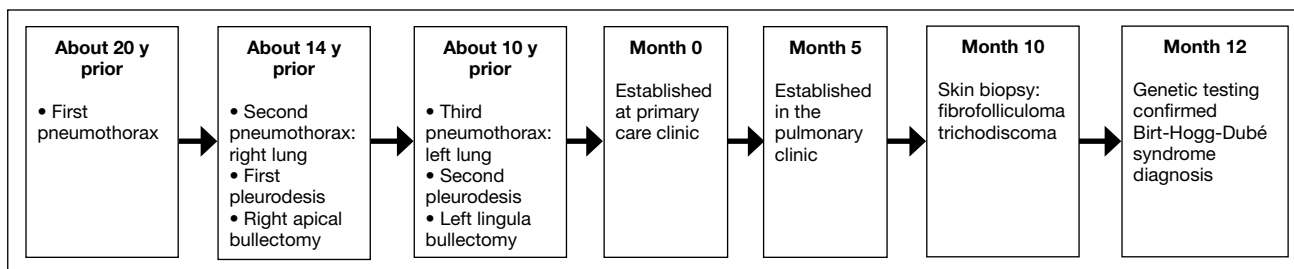 About 20 y
prior
• First
pneumothorax
About 14 y
prior
• Second
pneumothorax:
right lung
• First
pleurodesis
• Right apical
bullectomy
About 10 y
prior
• Third
pneumothorax:
left lung
• Second
pleurodesis
• Left lingula
bullectomy
Month 0
Established
at primary
care clinic
Month 5
Established
in the
pulmonary
clinic
Month 10
Skin biopsy:
fibrofolliculoma
trichodiscoma
Month 12
Genetic testing
confirmed
Birt-Hogg-Dubé
syndrome
diagnosis